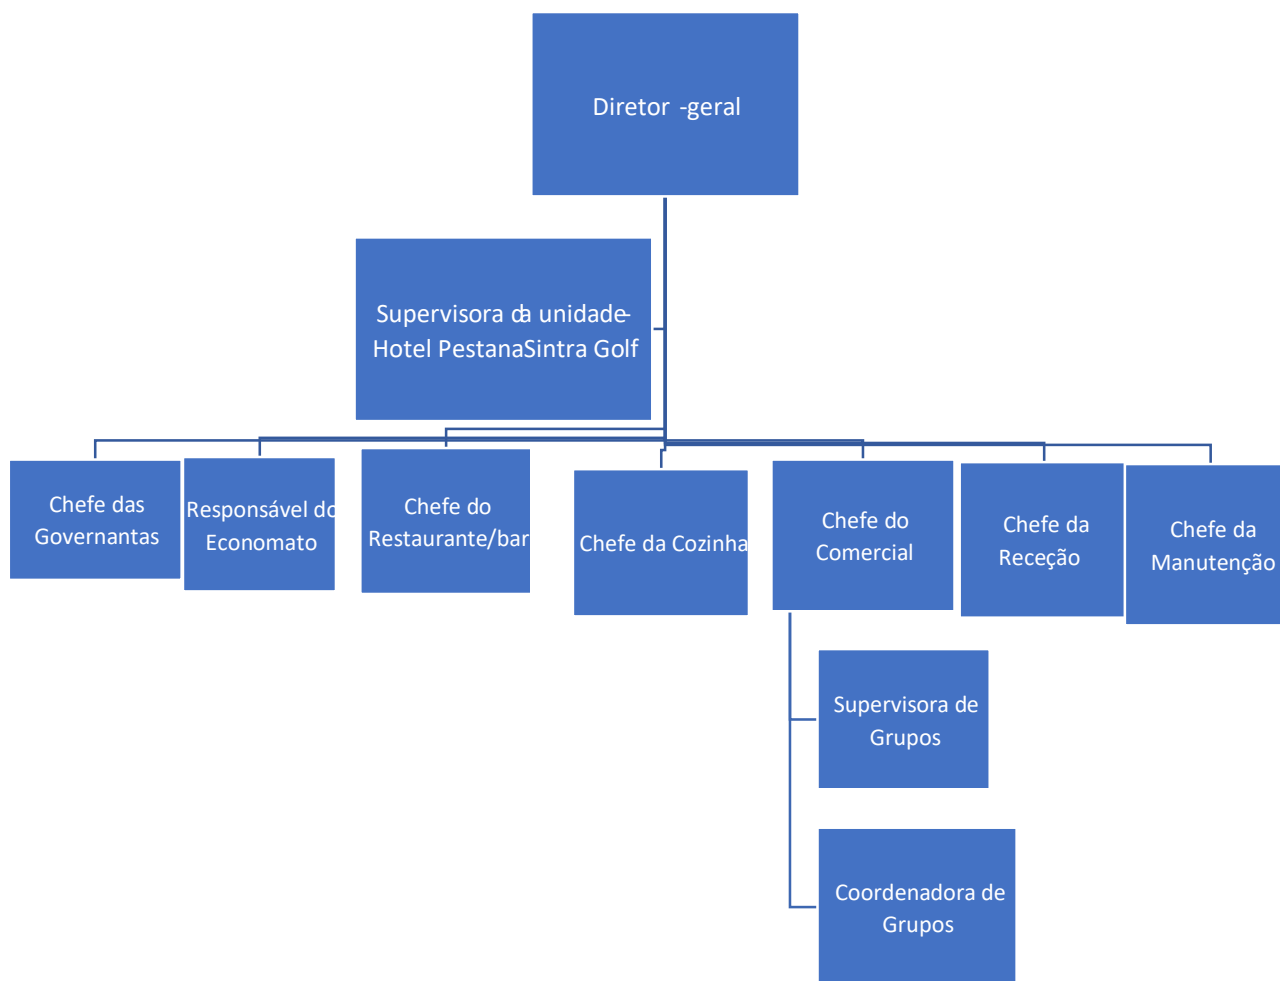 Diretor -geral
Supervisora da unidade-
Hotel PestanaSintra Golf
Chefe das
Governantas
Responsável do
Economato
Chefe do
Restaurante/bar
Chefe da Cozinha
Chefe do
Comercial
Chefe da
Receção
Chefe da
Manutenção
Supervisora de
Grupos
Coordenadora de
Grupos